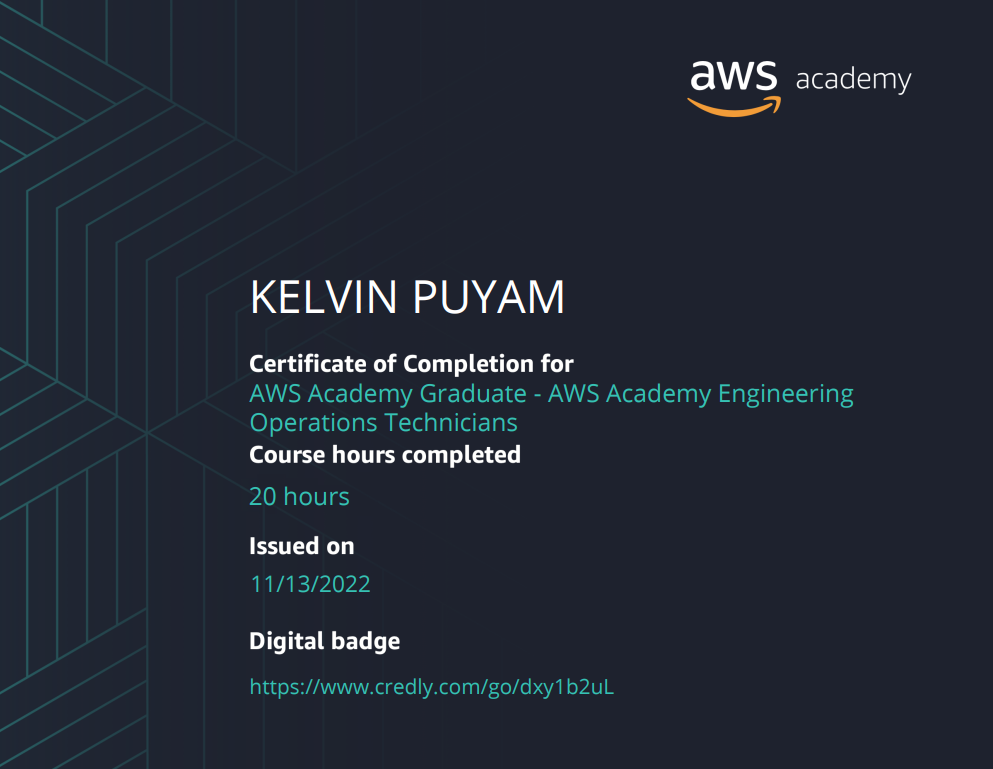 aws academy
KELVIN PUYAM
Certificate of Completion for
AWS Academy Graduate - AWS Academy Engineering
Operations Technicians
Course hours completed
20 hours
Issued on
11/13/2022
Digital badge
https://www.credly.com/go/dxy1b2uL